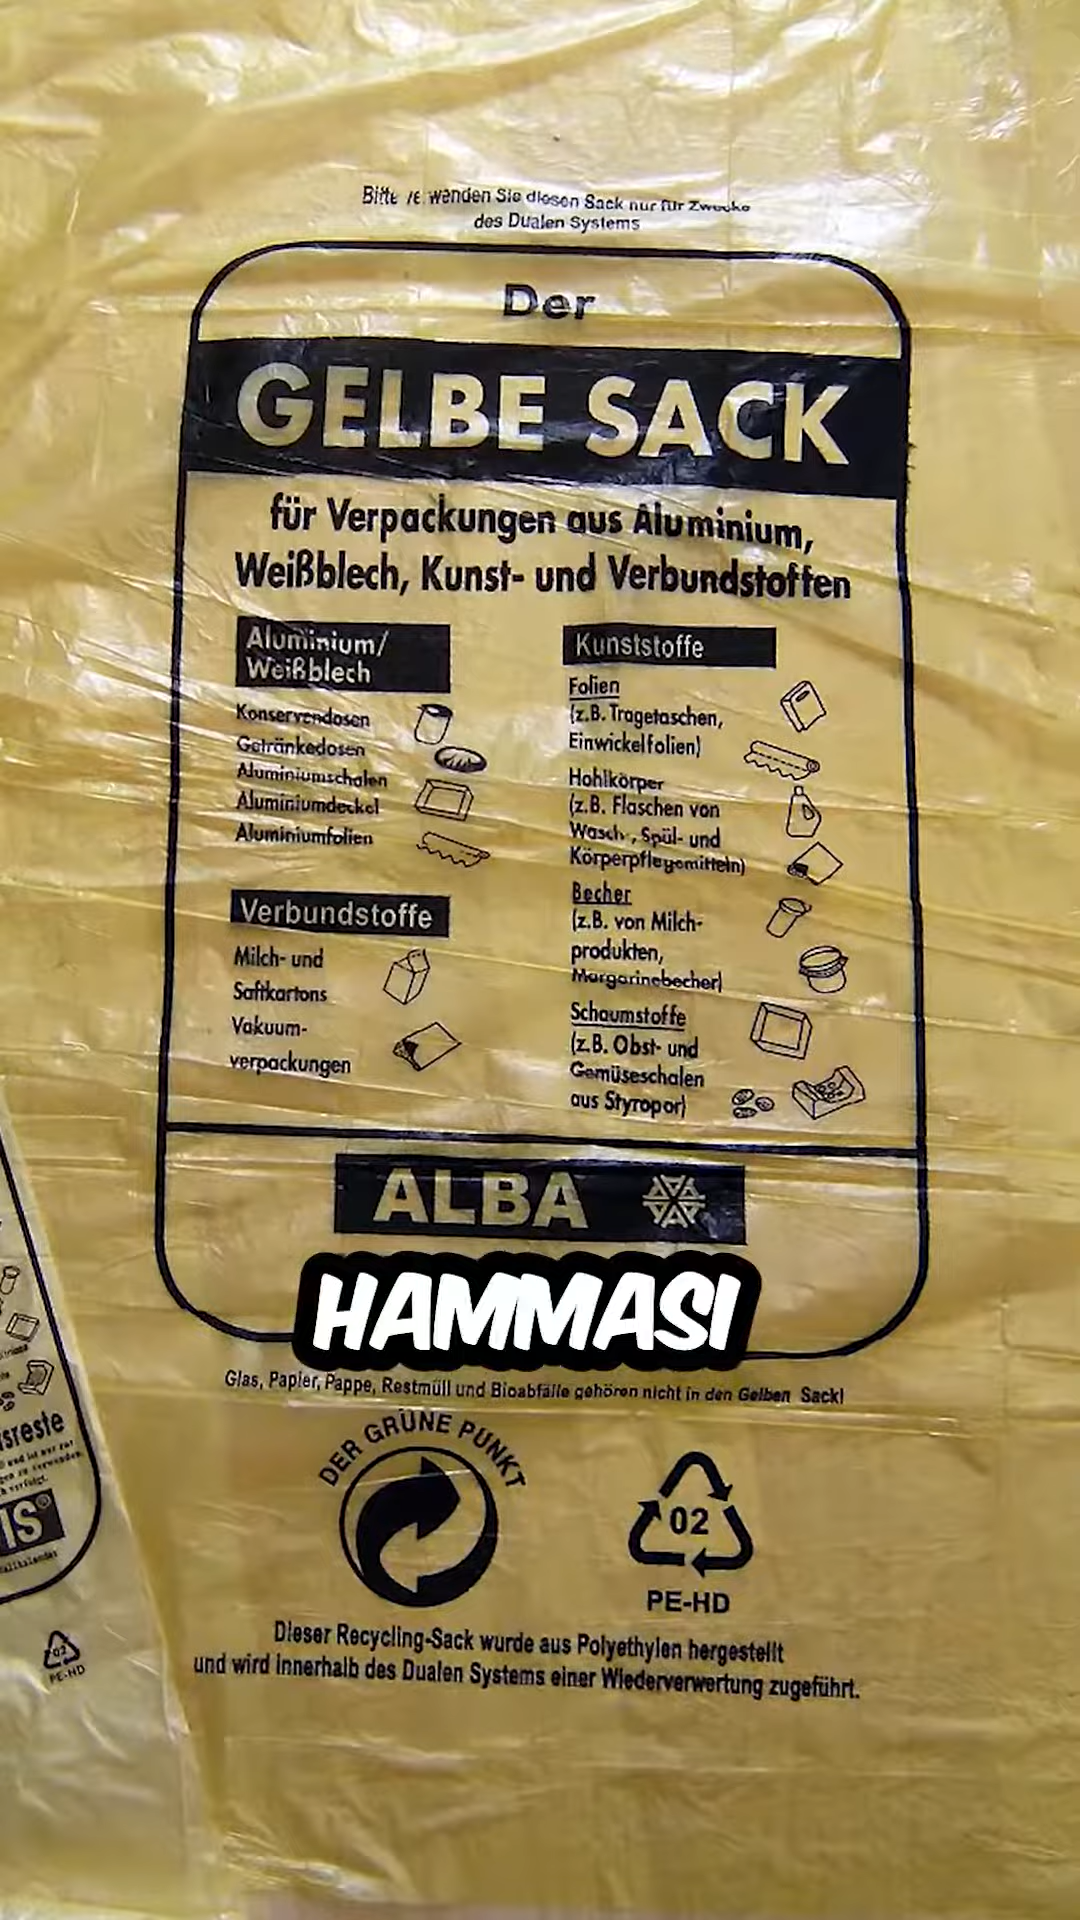 Bitte verwenden Sie diesen Sack nur für Zwecke
des Dualen Systems
Der
GELBE SACK
für Verpackungen aus Aluminium,
Weißblech, Kunst- und Verbundstoffen
Aluminium/
Weißblech
Konservendosen
Getränkedosen
Aluminiumschalen
Aluminiumdeckel
Aluminiumfolien
Verbundstoffe
Milch- und
Saftkartons
Vakuum-
verpackungen
Kunststoffe
Folien
(z.B. Tragetaschen,
Einwickelfolien)
Hohlkörper
(z.B. Flaschen von
Wasch-, Spül- und
Körperpflegemitteln)
Becher
(z.B. von Milch-
produkten,
Margarinebecher)
Schaumstoffe
(z.B. Obst- und
Gemüseschalen
aus Styropor)
ALBA
HAMMASI
Glas, Papier, Pappe, Restmüll und Bioabfälle gehören nicht in den Gelben Sack!
DER GRÜNE PUNKT
02
PE-HD
Dieser Recycling-Sack wurde aus Polyethylen hergestellt
und wird innerhalb des Dualen Systems einer Wiederverwertung zugeführt.
sreste
IS®
02
PE-HD